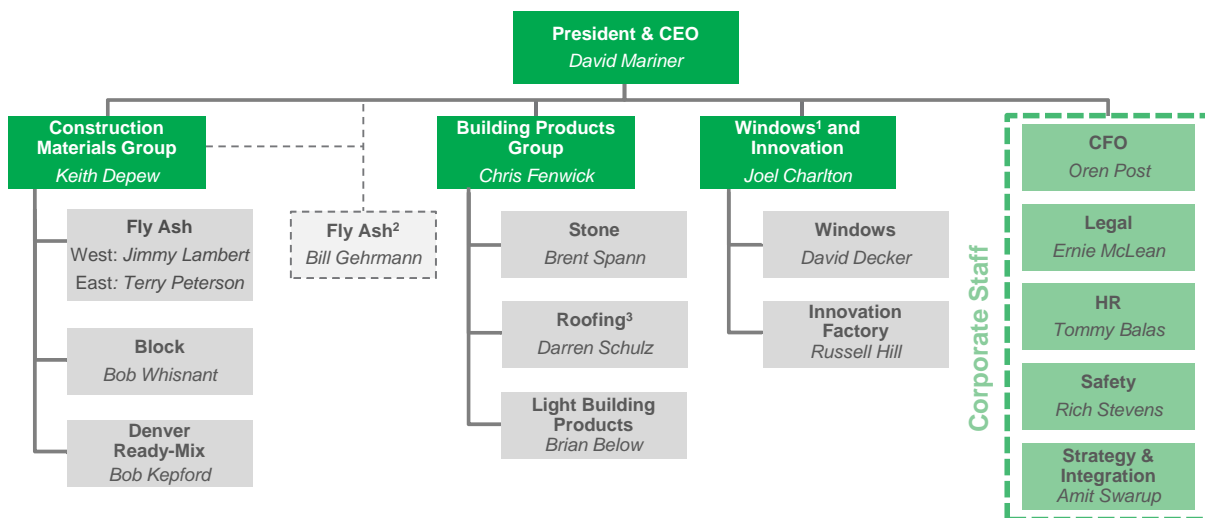 President & CEO
David Mariner
Construction
Materials Group
Keith Depew
Fly Ash
West: Jimmy Lambert
East: Terry Peterson
Block
Bob Whisnant
Denver
Ready-Mix
Bob Kepford
Fly Ash²
Bill Gehrmann
Building Products
Group
Chris Fenwick
Stone
Brent Spann
Roofing³
Darren Schulz
Light Building
Products
Brian Below
Windows¹ and
Innovation
Joel Charlton
Windows
David Decker
Innovation
Factory
Russell Hill
Corporate Staff
CFO
Oren Post
Legal
Ernie McLean
HR
Tommy Balas
Safety
Rich Stevens
Strategy &
Integration
Amit Swarup